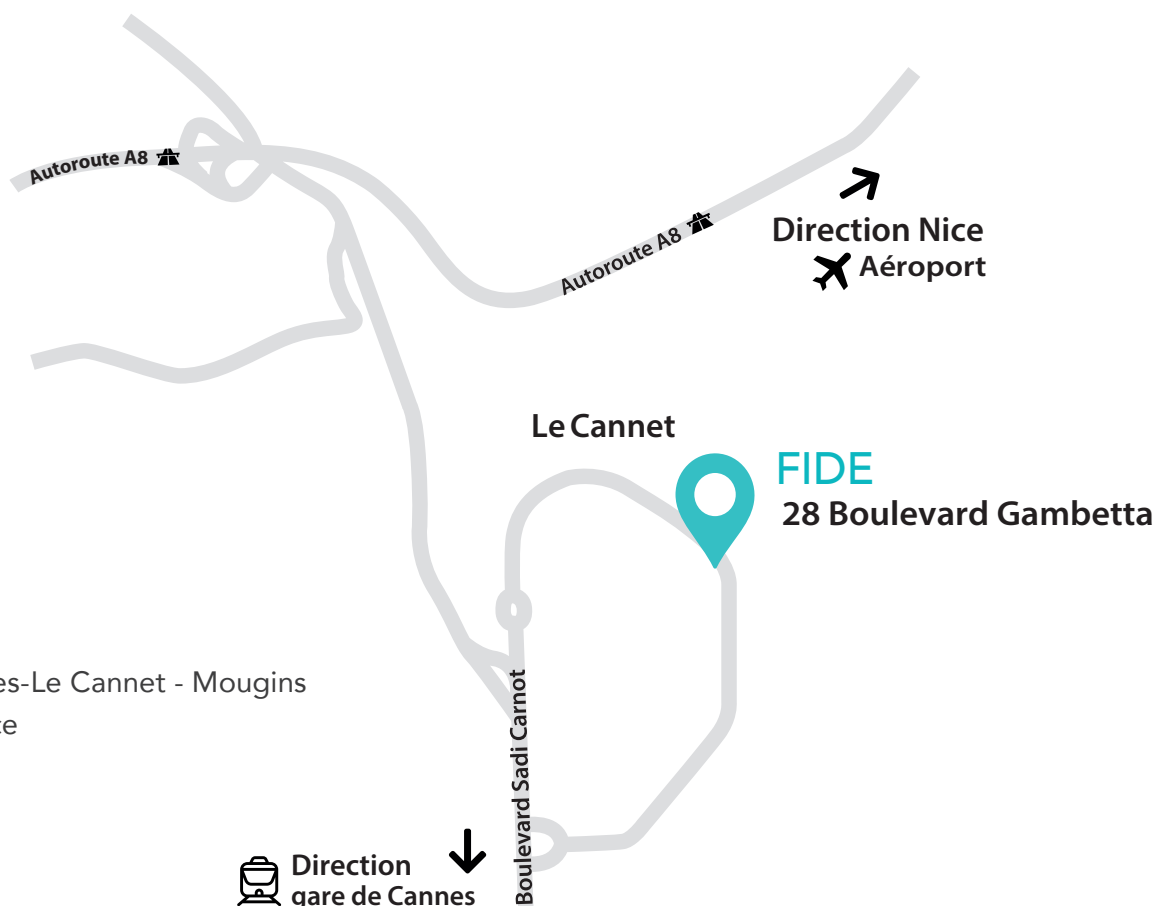 Autoroute A8
Autoroute A8
Direction Nice
Aéroport
Le Cannet
FIDE
28 Boulevard Gambetta
es-Le Cannet - Mougins
ce
Boulevard Sadi Carnot
Direction
gare de Cannes